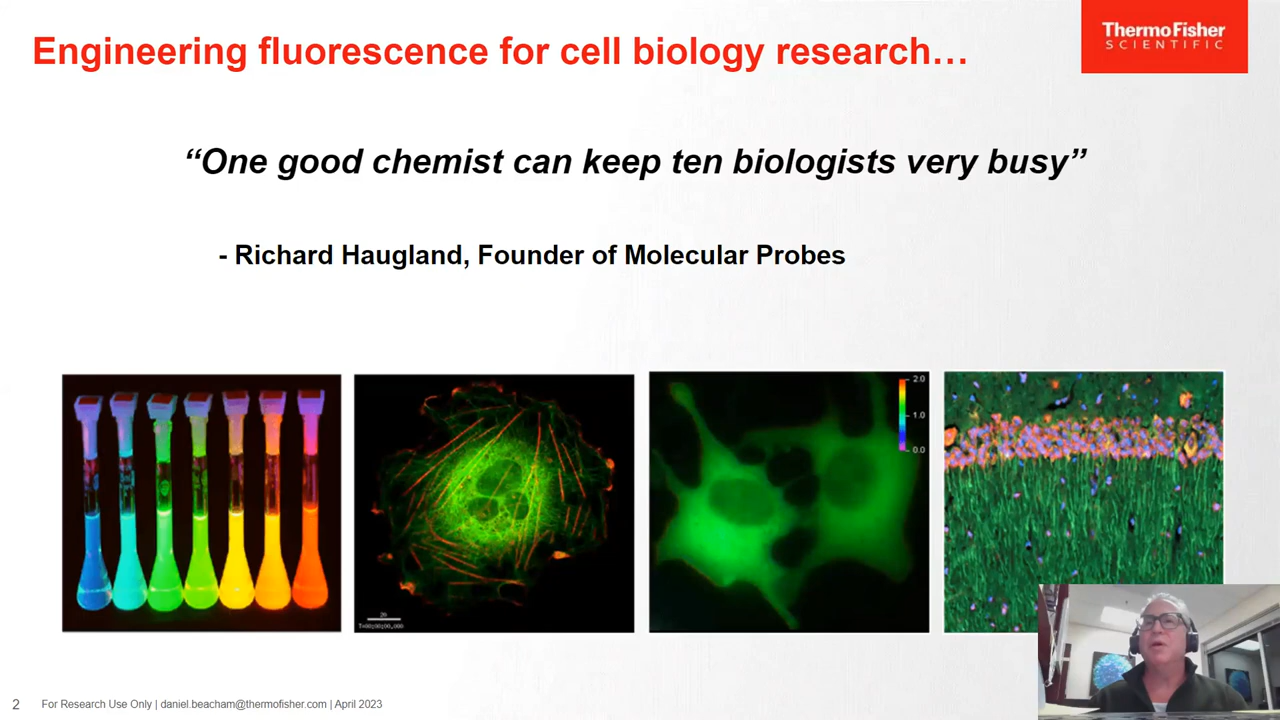 Engineering fluorescence for cell biology research…
ThermoFisher
SCIENTIFIC
“One good chemist can keep ten biologists very busy”
- Richard Haugland, Founder of Molecular Probes
2.0
1.0
0.0
20
2 For Research Use Only | daniel.beacham@thermofisher.com | April 2023